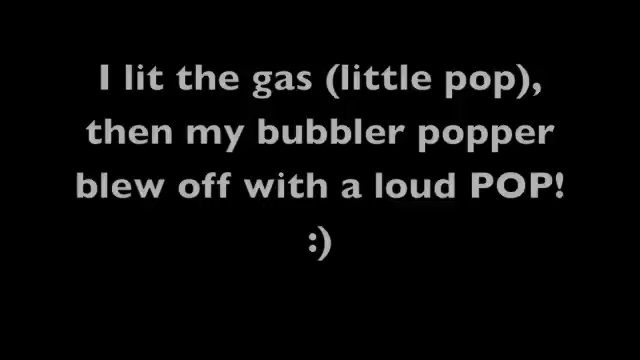 I lit the gas (little pop),
then my bubbler popper
blew off with a loud POP!
:)